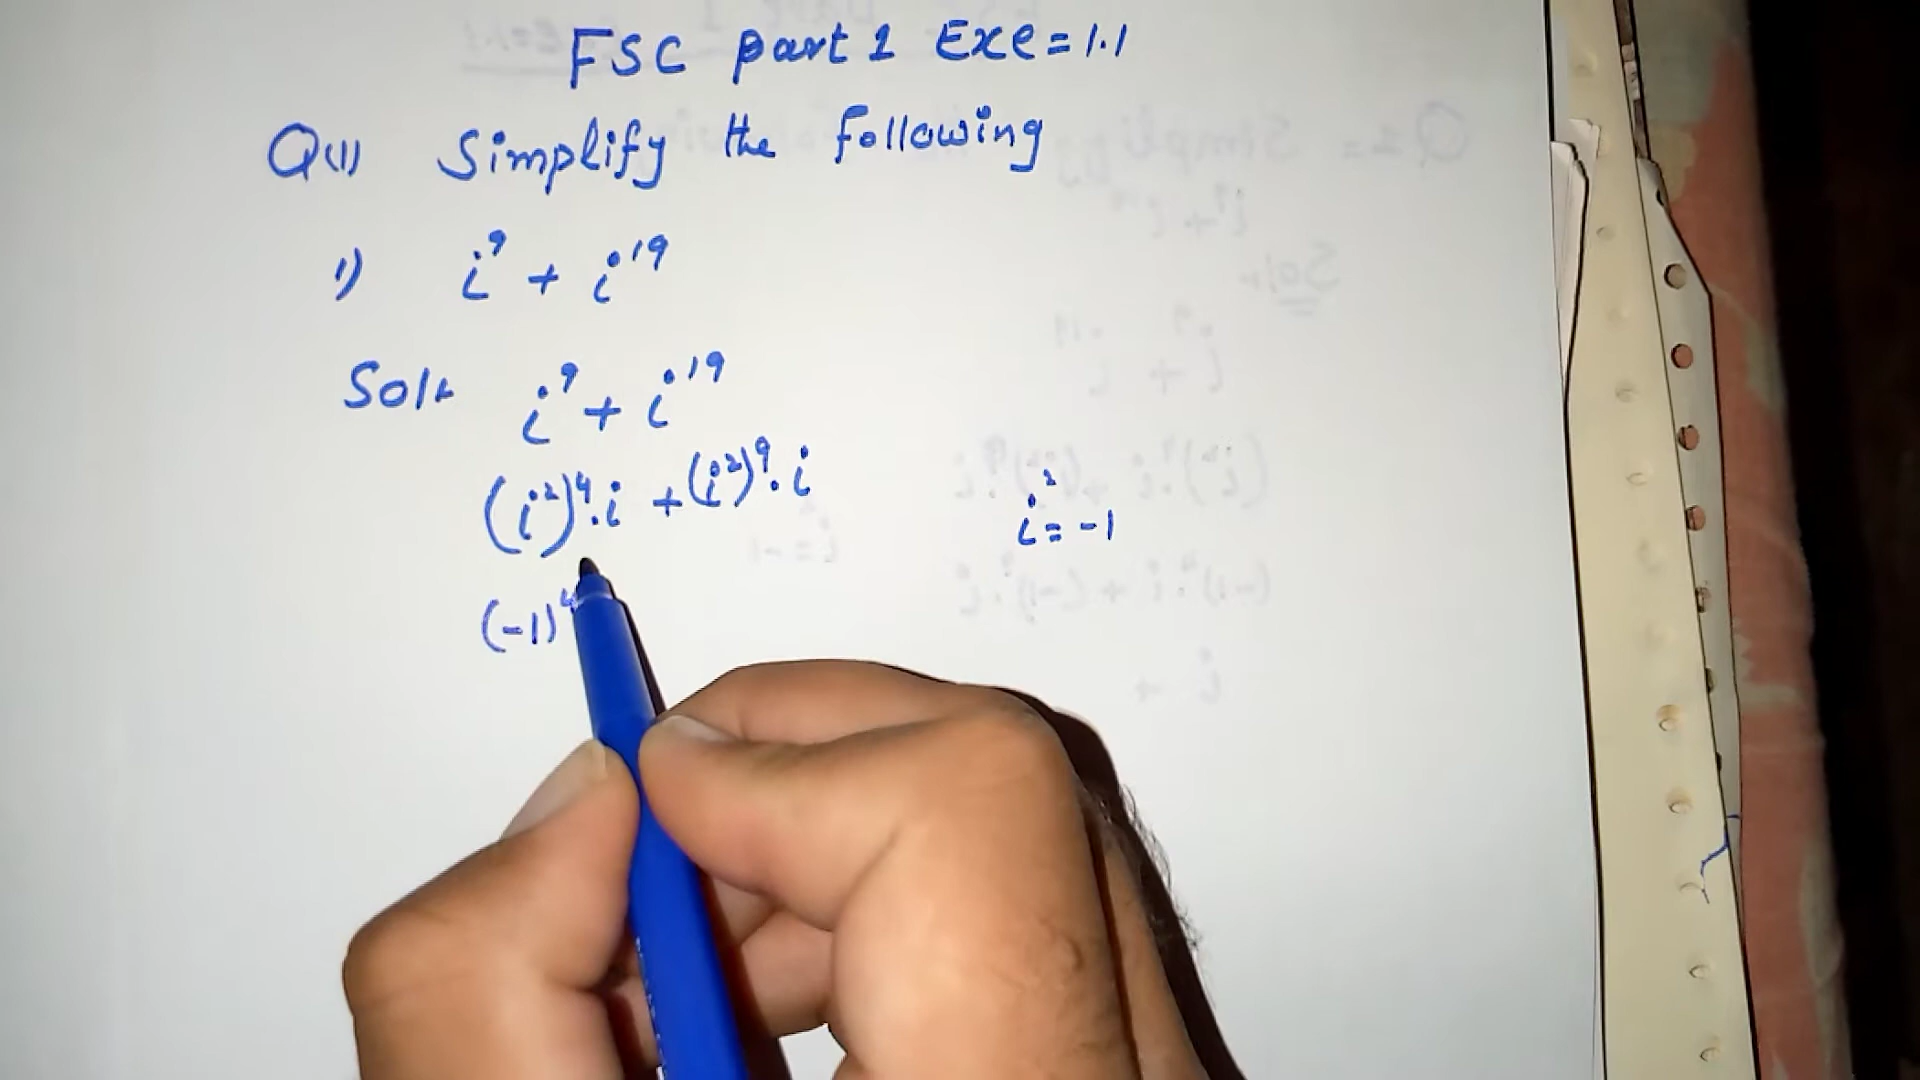 FSC part 1 Exe = 1.1
Q(1) Simplify the following
1) i⁹ + i¹⁹
Sol:- i⁹ + i¹⁹
(i²)⁴.i + (i²)⁹.i
i² = -1
(-1)⁴